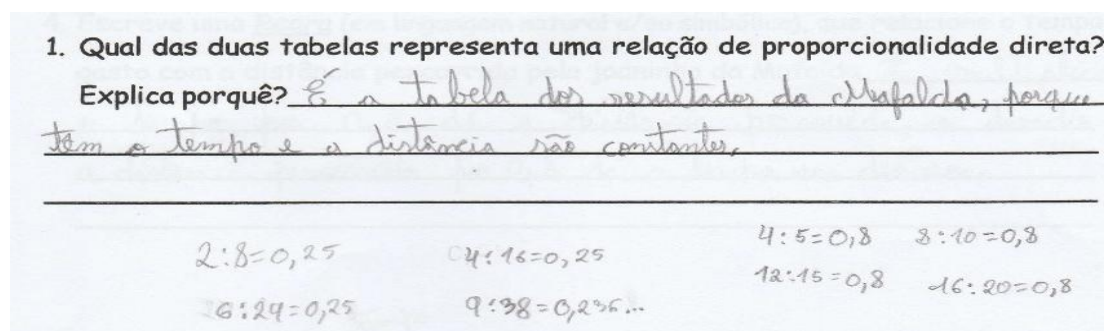 1. Qual das duas tabelas representa uma relação de proporcionalidade direta?
Explica porquê? É a tabela dos resultados da Mafalda, porque
têm o tempo e a distância são constantes.
2:8=0,25 4:16=0,25 4:5=0,8 8:10=0,8
6:24=0,25 9:38=0,236... 12:15=0,8 16:20=0,8